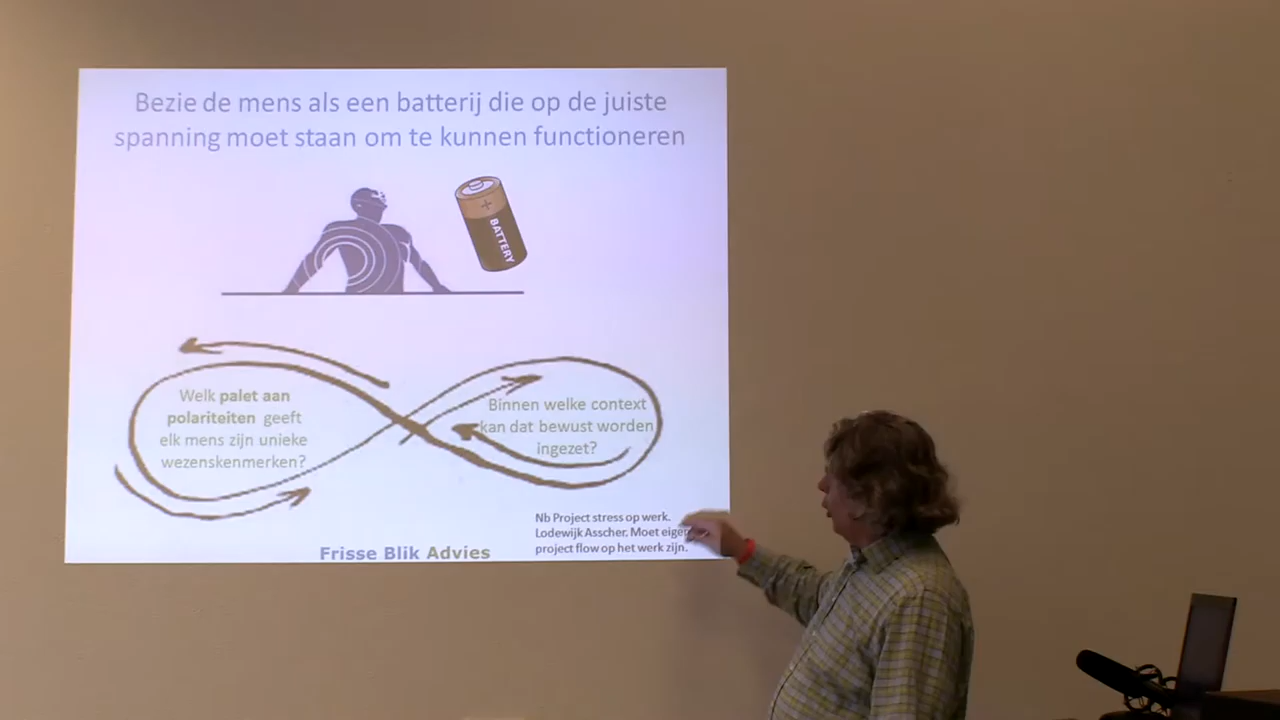 Bezie de mens als een batterij die op de juiste
spanning moet staan om te kunnen functioneren
BATTERY
Welk palet aan
polariteiten geeft
elk mens zijn unieke
wezenskenmerken?
Binnen welke context
kan dat bewust worden
ingezet?
Nb Project stress op werk.
Lodewijk Asscher. Moet
project flow op het werk zijn.
Frisse Blik Advies